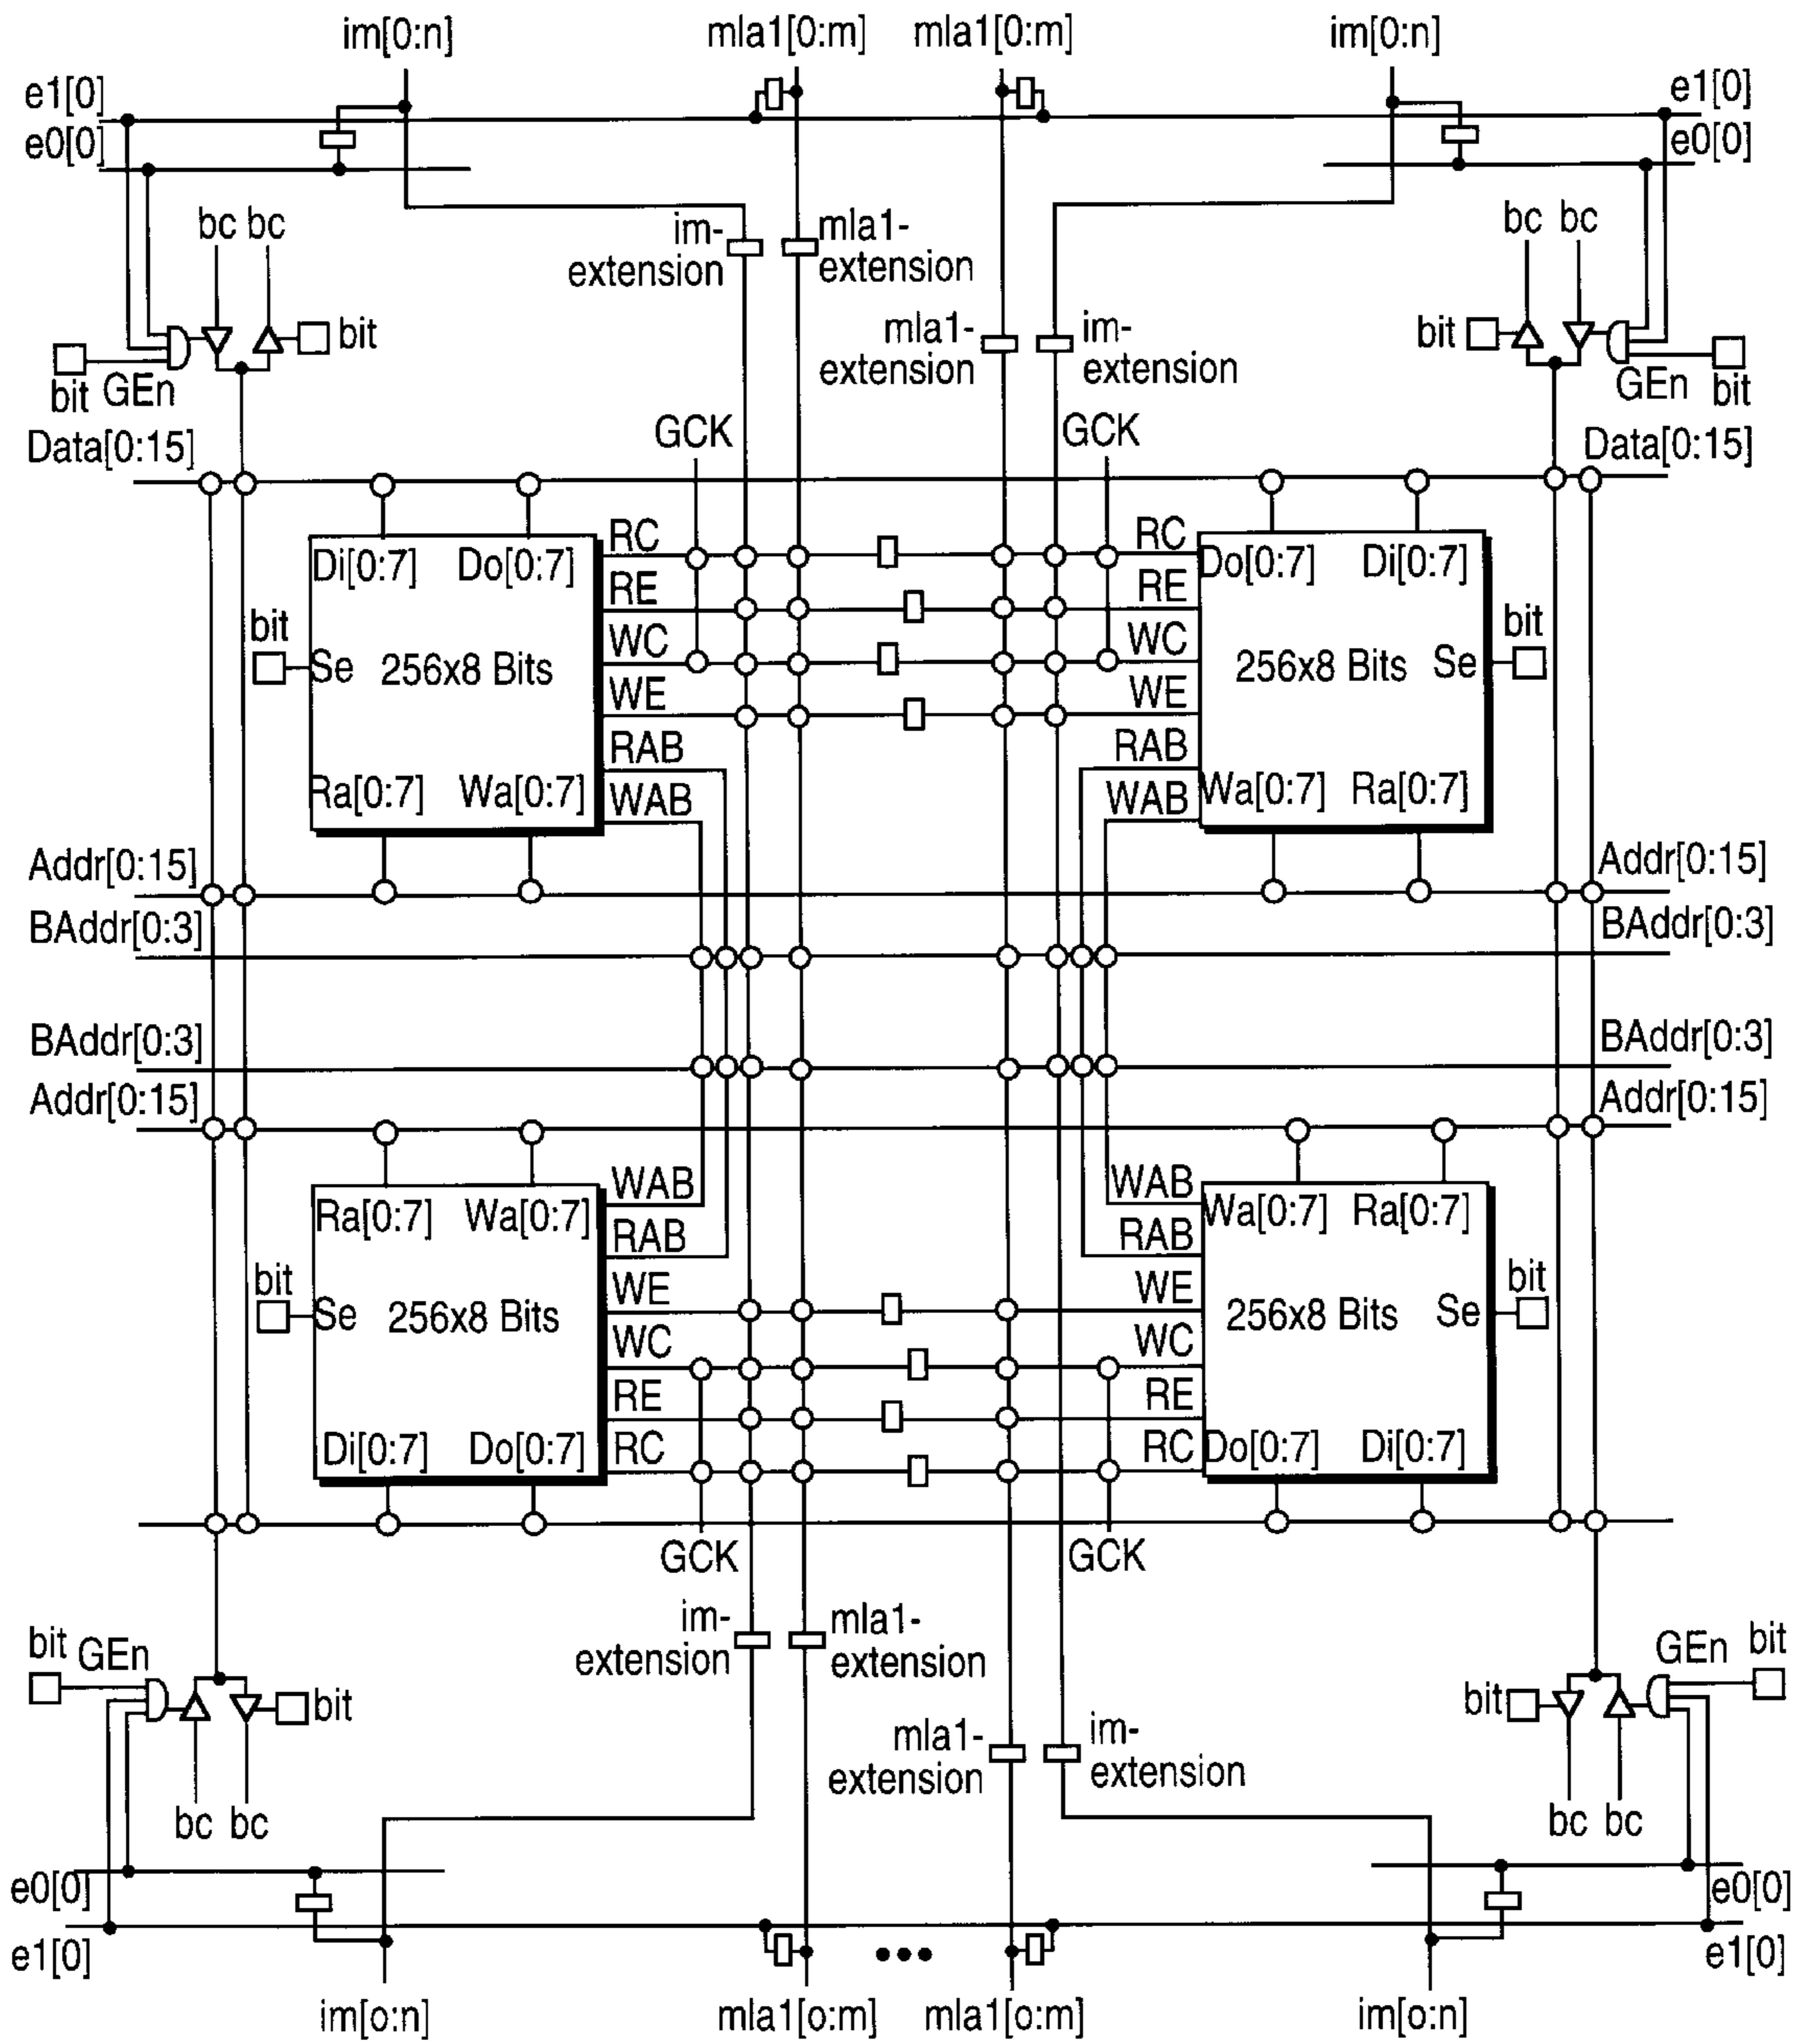 im[0:n] mla1[0:m] mla1[0:m] im[0:n]
e1[0] e1[0]
e0[0] e0[0]
bc bc im- mla1- bc bc
extension extension
bit mla1- im- bit
extension extension
bit GEn GEn bit
GCK GCK
Data[0:15] Data[0:15]
RC RC
Di[0:7] Do[0:7] Do[0:7] Di[0:7]
RE RE
bit WC WC bit
Se 256x8 Bits 256x8 Bits Se
WE WE
RAB RAB
Ra[0:7] Wa[0:7] Wa[0:7] Ra[0:7]
WAB WAB
Addr[0:15] Addr[0:15]
BAddr[0:3] BAddr[0:3]
BAddr[0:3] BAddr[0:3]
Addr[0:15] Addr[0:15]
WAB WAB
Ra[0:7] Wa[0:7] Wa[0:7] Ra[0:7]
RAB RAB
bit WE WE bit
Se 256x8 Bits 256x8 Bits Se
WC WC
RE RE
Di[0:7] Do[0:7] RC RC Do[0:7] Di[0:7]
GCK GCK
im- mla1-
extension extension
bit GEn GEn bit
bit bit
mla1- im-
extension extension
bc bc bc bc
e0[0] e0[0]
e1[0] e1[0]
im[o:n] mla1[o:m] mla1[o:m] im[o:n]